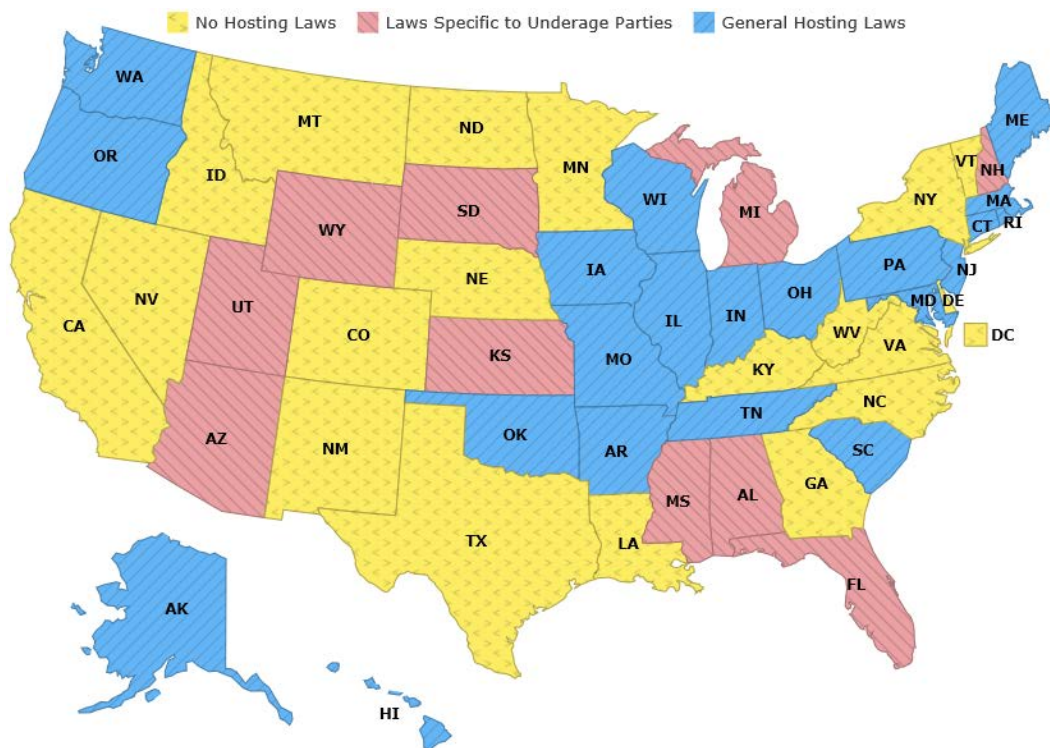 No Hosting Laws Laws Specific to Underage Parties General Hosting Laws
WA
ME
MT
ND
OR
MN
VT
ID
NH
NY
MA
SD
WI
MI
CT
RI
WY
PA
NJ
IA
NE
OH
MD
DE
NV
UT
IL
IN
CA
CO
WV
DC
VA
KS
MO
KY
NC
TN
AZ
OK
NM
AR
SC
GA
MS
AL
TX
LA
FL
AK
HI